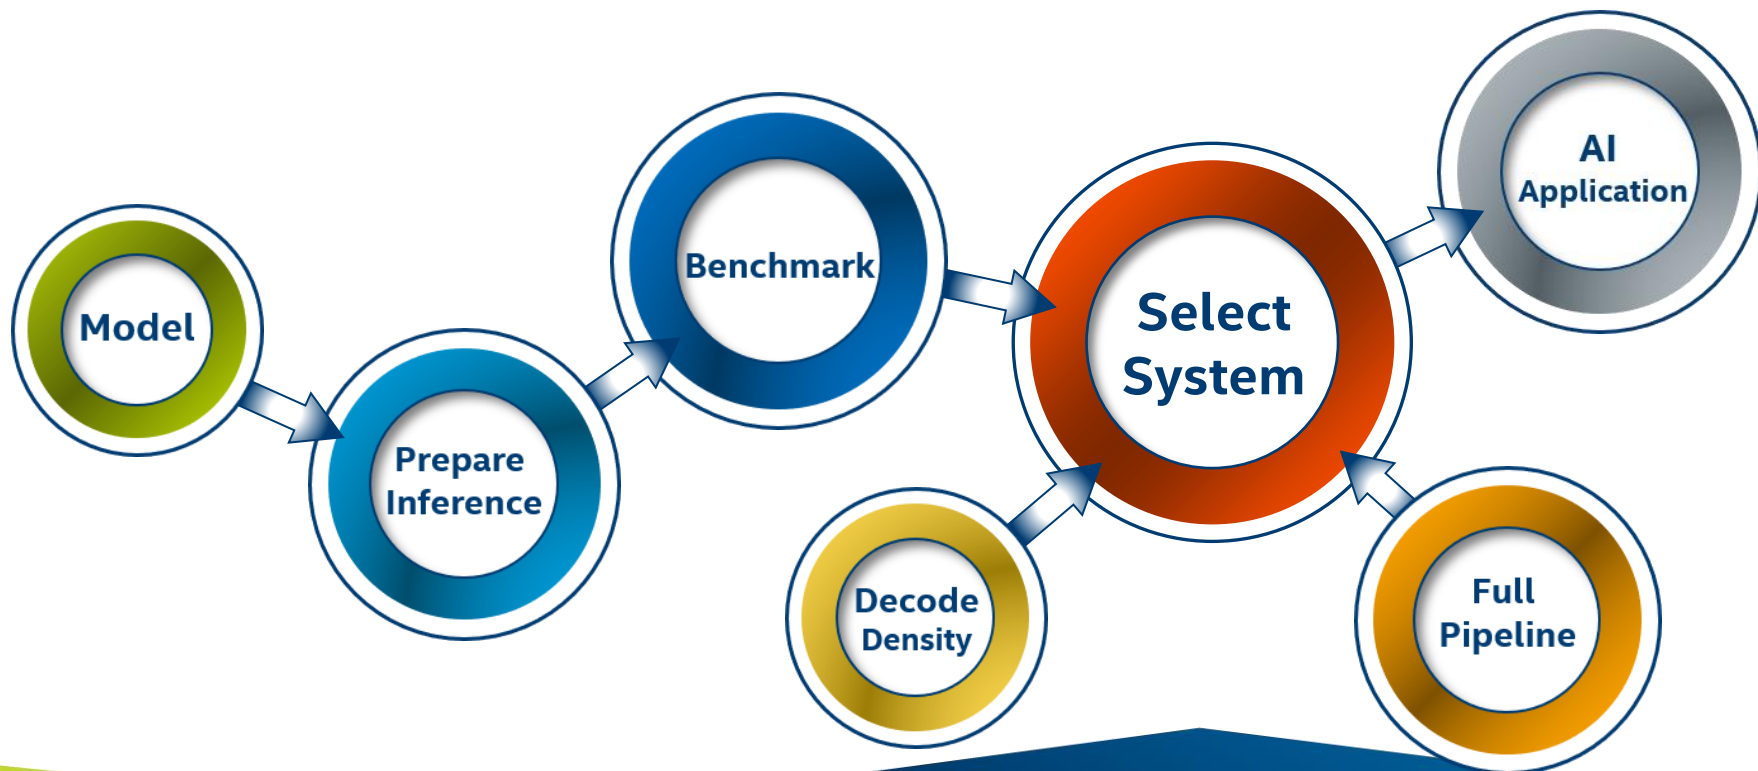 Model
Prepare
Inference
Benchmark
Select
System
AI
Application
Decode
Density
Full
Pipeline